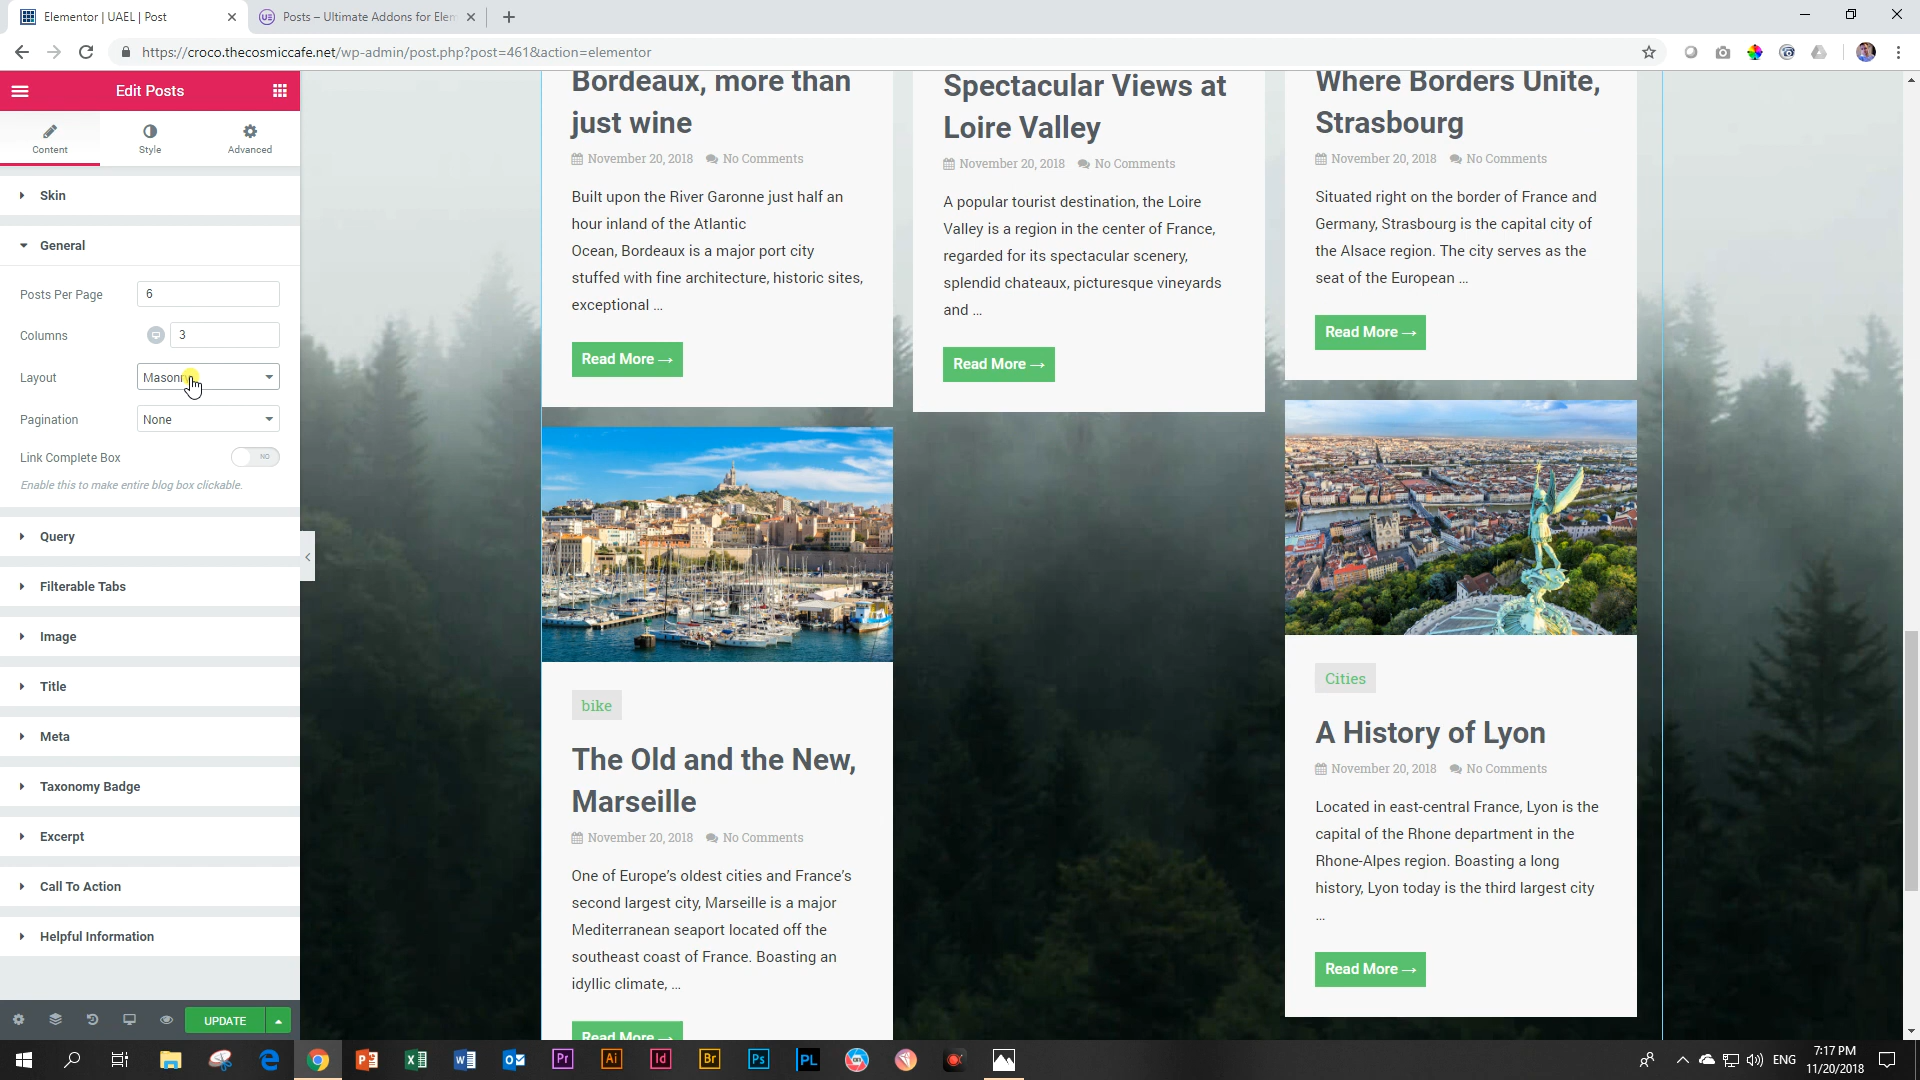 Elementor | UAEL | Post
Posts – Ultimate Addons for Elem
https://croco.thecosmiccafe.net/wp-admin/post.php?post=461&action=elementor
Edit Posts
Content
Style
Advanced
Skin
General
Posts Per Page
6
Columns
3
Layout
Masonry
Pagination
None
Link Complete Box
NO
Enable this to make entire blog box clickable.
Query
Filterable Tabs
Image
Title
Meta
Taxonomy Badge
Excerpt
Call To Action
Helpful Information
UPDATE
Bordeaux, more than
just wine
November 20, 2018 No Comments
Built upon the River Garonne just half an
hour inland of the Atlantic
Ocean, Bordeaux is a major port city
stuffed with fine architecture, historic sites,
exceptional ...
Read More →
bike
The Old and the New,
Marseille
November 20, 2018 No Comments
One of Europe's oldest cities and France's
second largest city, Marseille is a major
Mediterranean seaport located off the
southeast coast of France. Boasting an
idyllic climate, ...
Read More →
Spectacular Views at
Loire Valley
November 20, 2018 No Comments
A popular tourist destination, the Loire
Valley is a region in the center of France,
regarded for its spectacular scenery,
splendid chateaux, picturesque vineyards
and ...
Read More →
Where Borders Unite,
Strasbourg
November 20, 2018 No Comments
Situated right on the border of France and
Germany, Strasbourg is the capital city of
the Alsace region. The city serves as the
seat of the European ...
Read More →
Cities
A History of Lyon
November 20, 2018 No Comments
Located in east-central France, Lyon is the
capital of the Rhone department in the
Rhone-Alpes region. Boasting a long
history, Lyon today is the third largest city
...
Read More →
Pr
Ai
Id
Br
Ps
PL
ENG
7:17 PM
11/20/2018